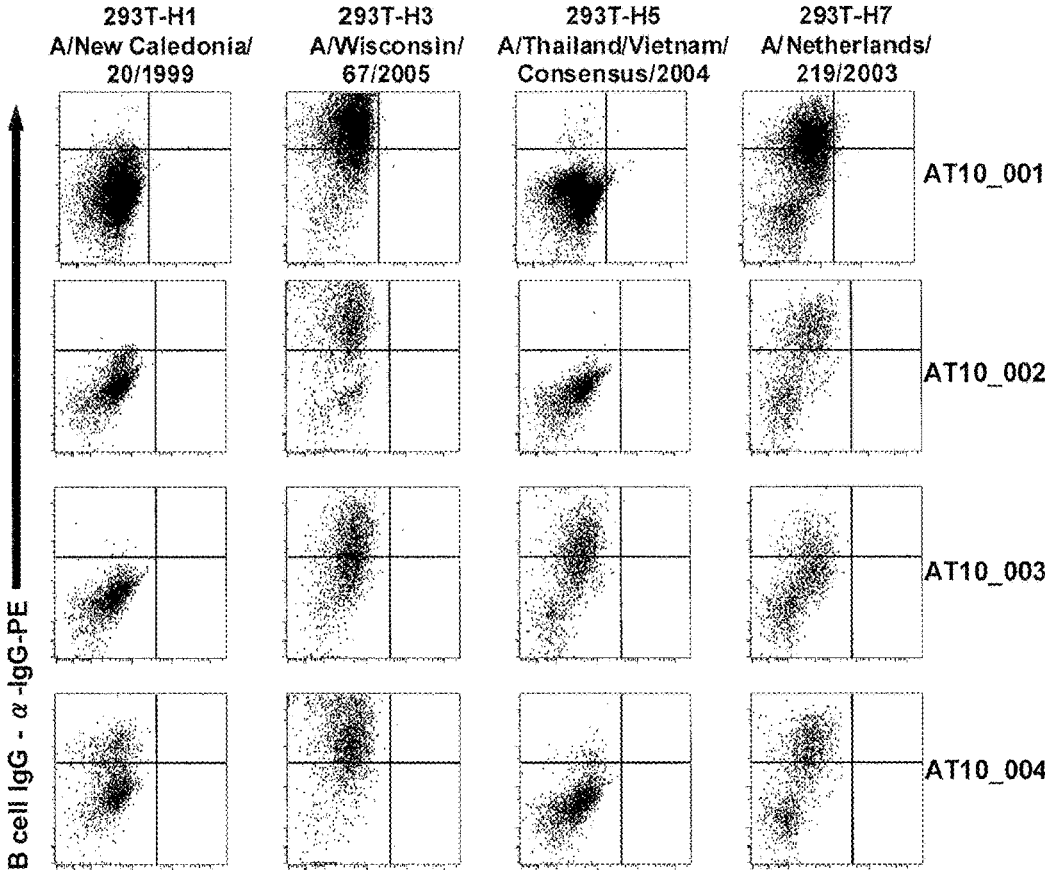 293T-H1
A/New Caledonia/
20/1999
293T-H3
A/Wisconsin/
67/2005
293T-H5
A/Thailand/Vietnam/
Consensus/2004
293T-H7
A/Netherlands/
219/2003
AT10_001
AT10_002
AT10_003
AT10_004
B cell IgG - α -IgG-PE